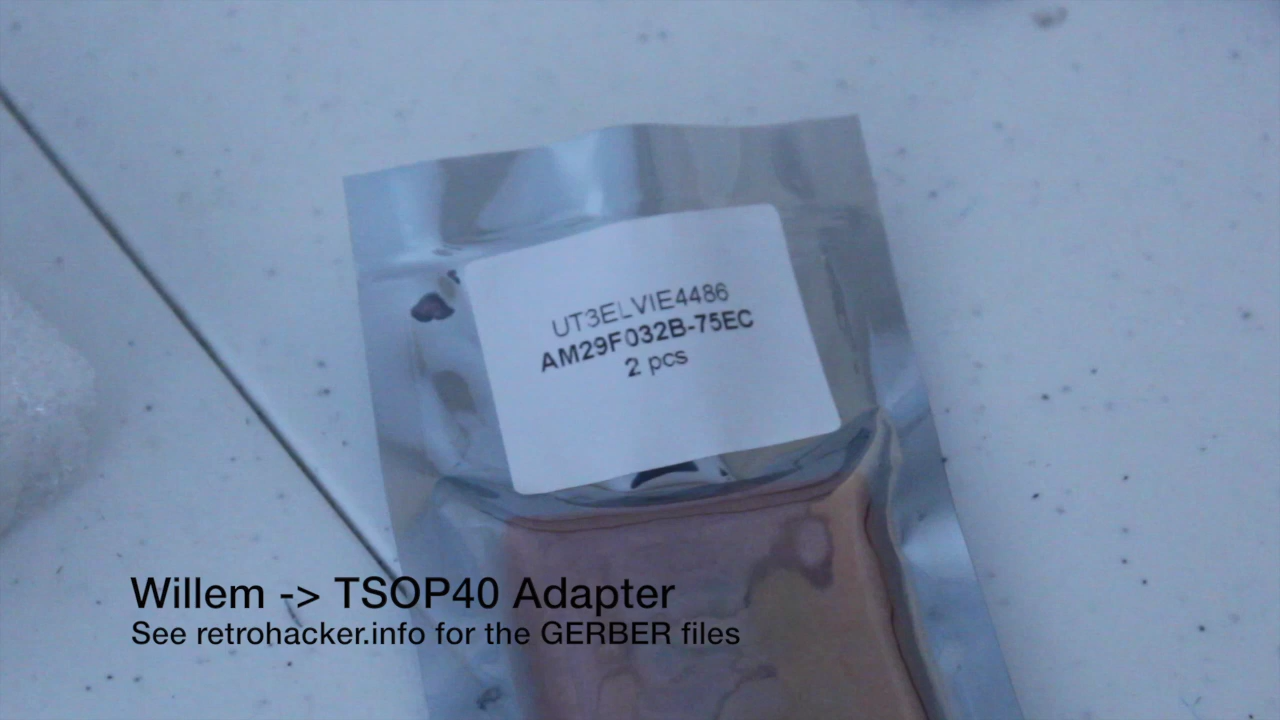 UT3ELVIE4486
AM29F032B-75EC
2 pcs
Willem -> TSOP40 Adapter
See retrohacker.info for the GERBER files